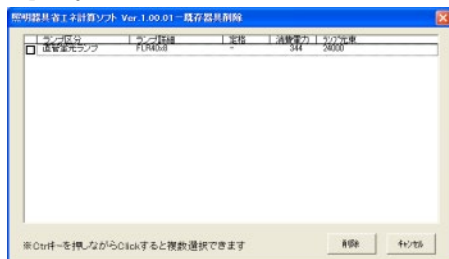 照明器具省エネ計算ソフト Ver.1.00.01－既存器具削除
ランプ区分 ランプ詳細 定格 消費電力 ランプ光束
直管蛍光ランプ FLR40x8 - 344 24000
※Ctrlキーを押しながらClickすると複数選択できます
削除 キャンセル